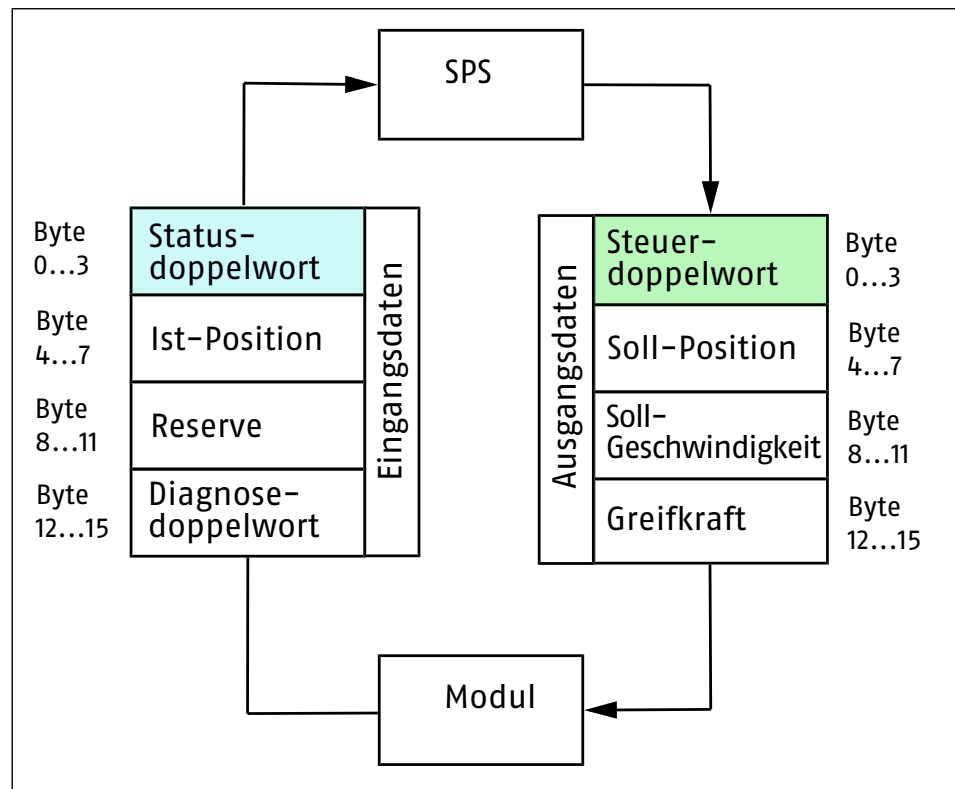 SPS
Byte
0...3
Status-
doppelwort
Byte
4...7
Ist-Position
Byte
8...11
Reserve
Byte
12...15
Diagnose-
doppelwort
Eingangsdaten
Ausgangsdaten
Steuer-
doppelwort
Byte
0...3
Soll-Position
Byte
4...7
Soll-
Geschwindigkeit
Byte
8...11
Greifkraft
Byte
12...15
Modul